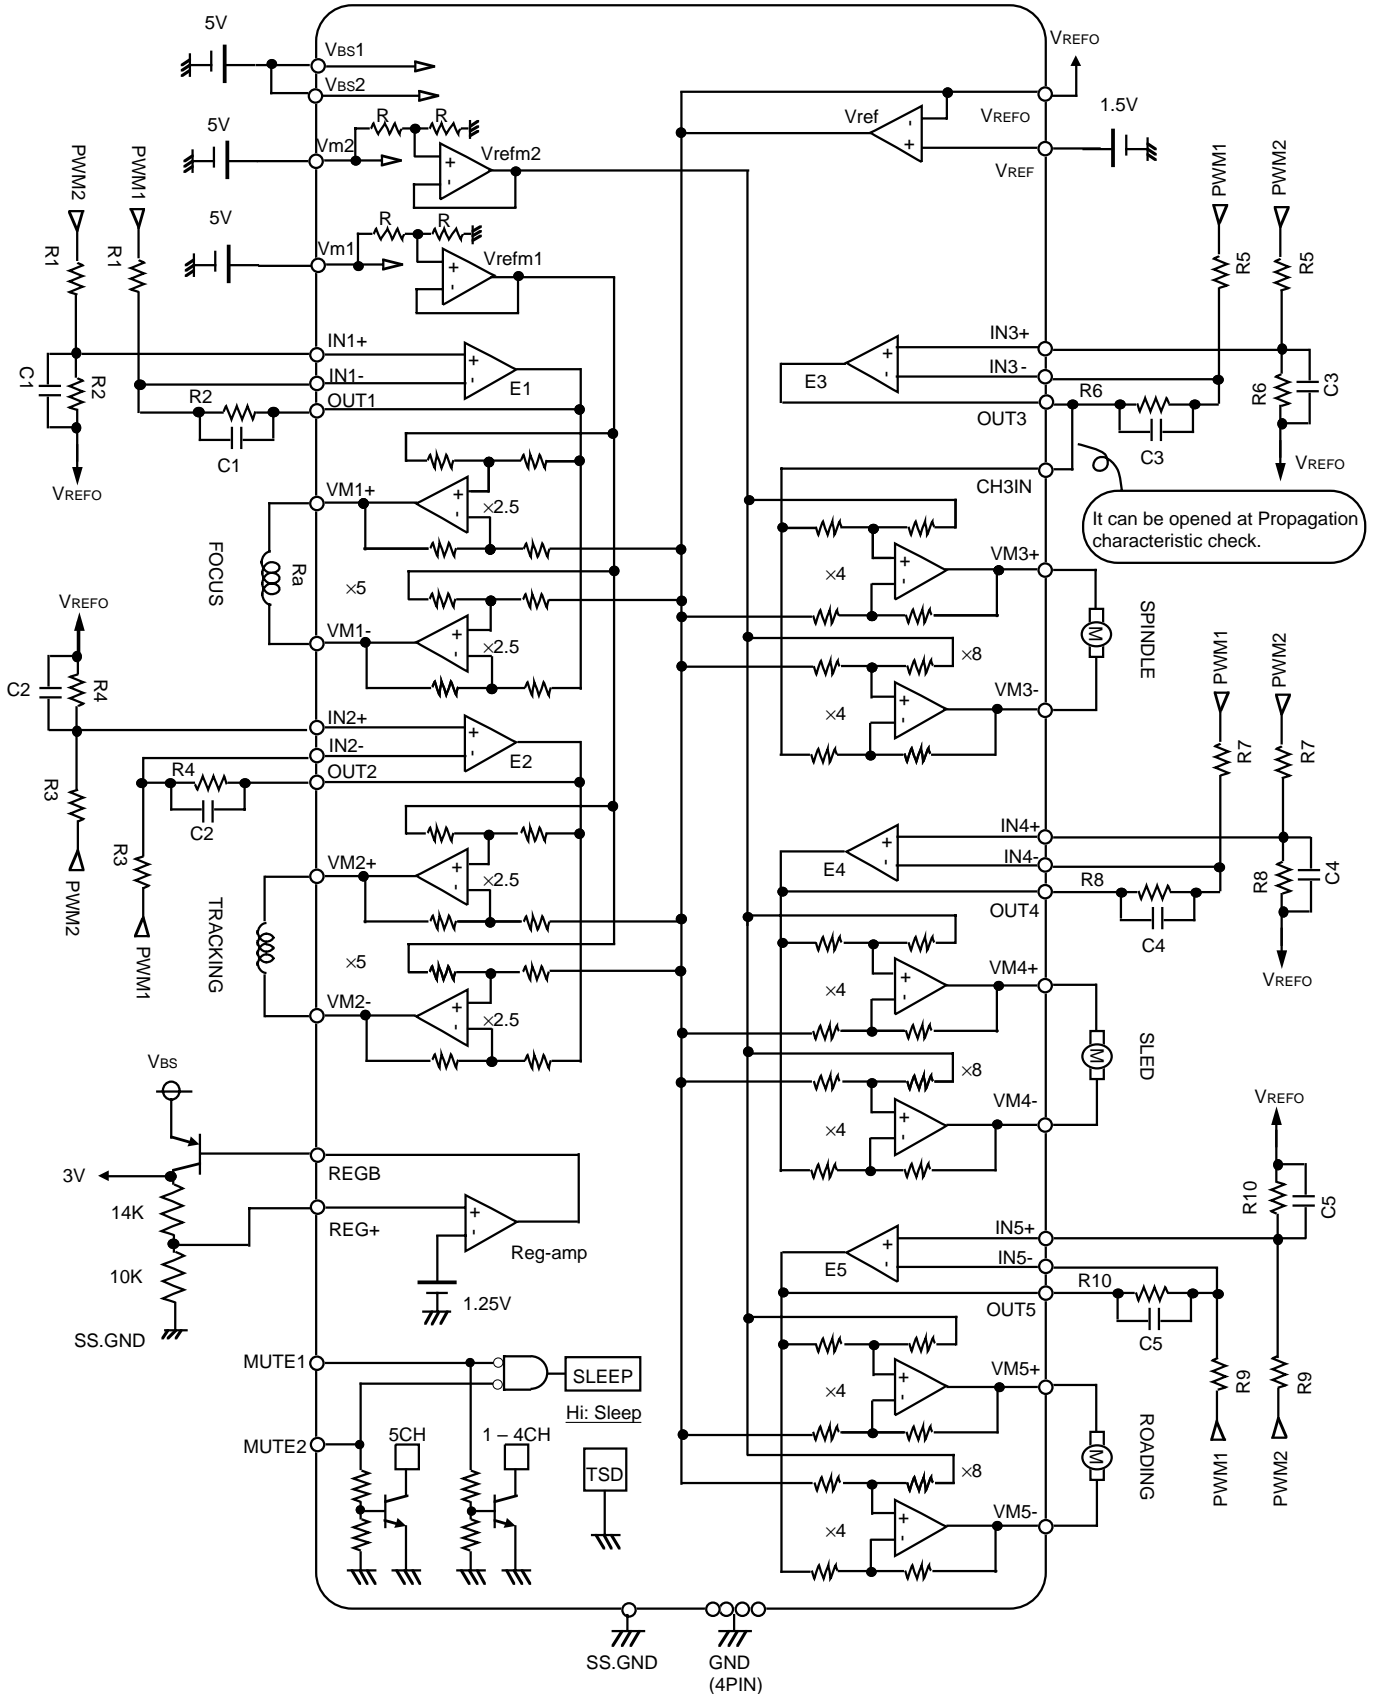 5V
VBS1
VBS2
5V
Vm2
R
R
Vrefm2
5V
Vm1
R
R
Vrefm1
PWM2
PWM1
R1
R1
IN1+
IN1-
E1
OUT1
C1
R2
R2
C1
VREFO
VM1+
×2.5
FOCUS
Ra
×5
VM1-
×2.5
VREFO
C2
R4
IN2+
IN2-
E2
OUT2
R4
C2
R3
R3
PWM2
PWM1
VM2+
×2.5
TRACKING
×5
VM2-
×2.5
VBS
3V
REGB
14K
REG+
Reg-amp
10K
1.25V
SS.GND
MUTE1
SLEEP
Hi: Sleep
MUTE2
5CH
1 – 4CH
TSD
SS.GND
GND
(4PIN)
VREFO
Vref
VREFO
-
+
1.5V
VREF
PWM1
PWM2
R5
R5
IN3+
IN3 -
E3
OUT3
R6
C3
R6
C3
VREFO
CH3IN
It can be opened at Propagation
characteristic check.
VM3+
×4
SPINDLE
M
×8
VM3-
×4
PWM1
PWM2
R7
R7
IN4+
IN4-
E4
OUT4
R8
C4
R8
C4
VREFO
VM4+
×4
SLED
M
×8
VM4-
×4
VREFO
R10
C5
IN5+
IN5-
E5
OUT5
R10
C5
R9
R9
PWM1
PWM2
VM5+
×4
ROADING
M
×8
VM5-
×4